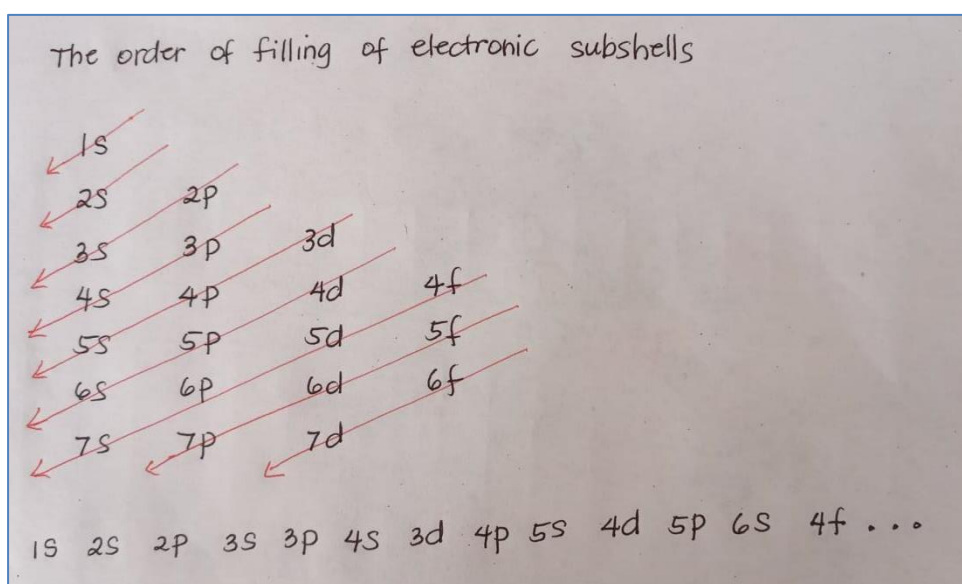 The order of filling of electronic subshells
1s
2s 2p
3s 3p 3d
4s 4p 4d 4f
5s 5p 5d 5f
6s 6p 6d 6f
7s 7p 7d
1s 2s 2p 3s 3p 4s 3d 4p 5s 4d 5p 6s 4f ...